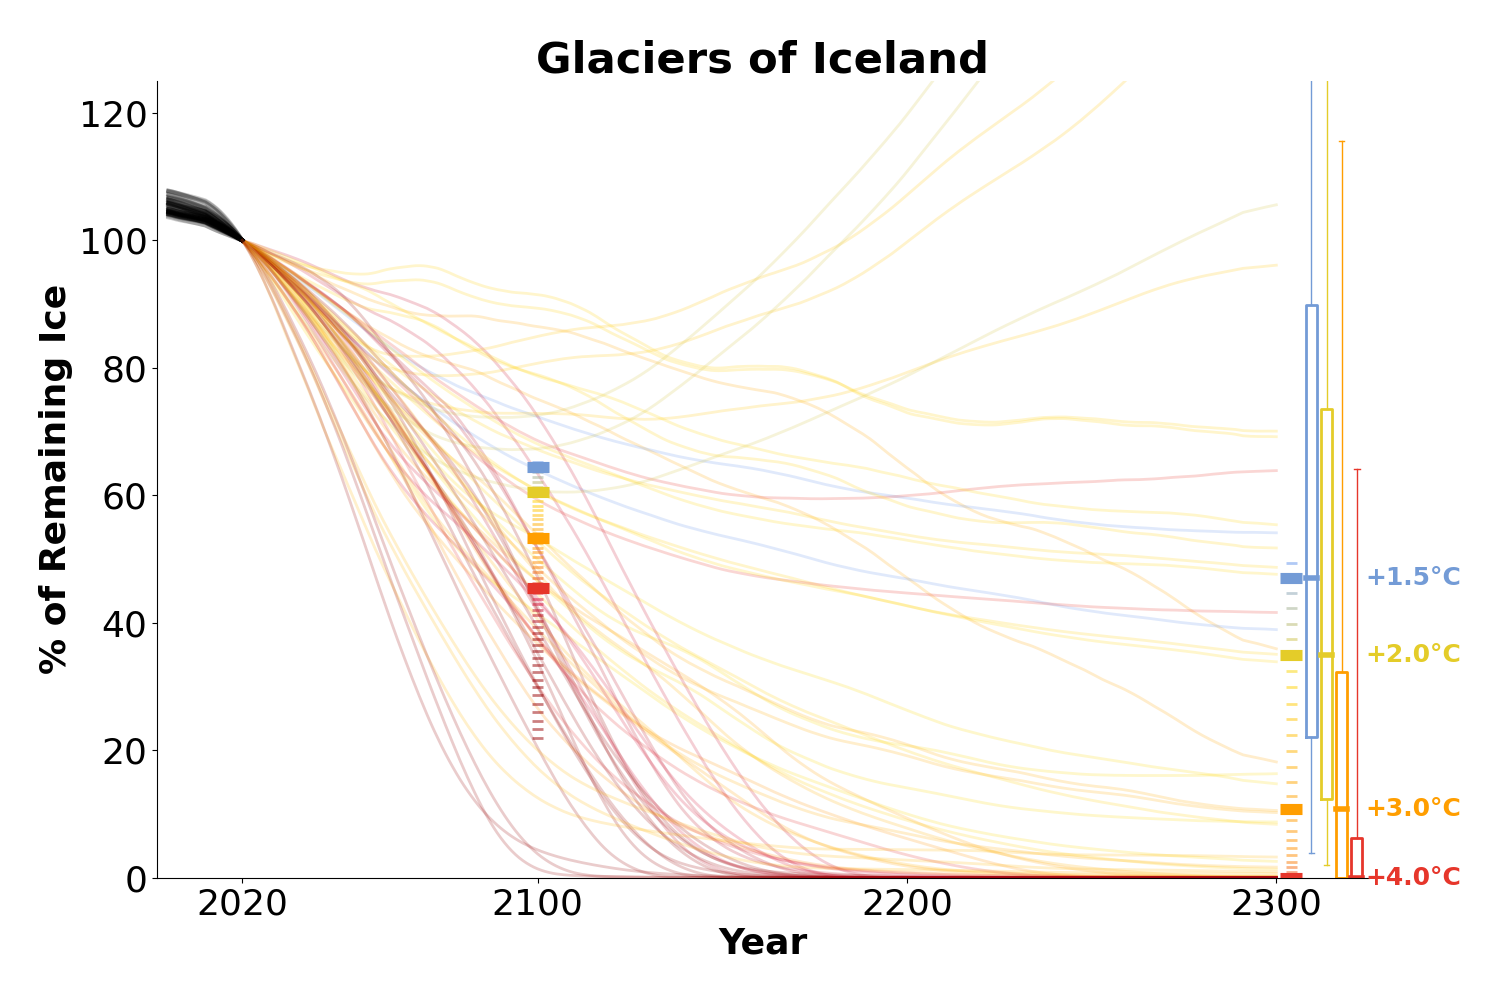 Glaciers of Iceland
% of Remaining Ice
120
100
80
60
40
20
0
2020
2100
2200
2300
Year
+1.5°C
+2.0°C
+3.0°C
+4.0°C